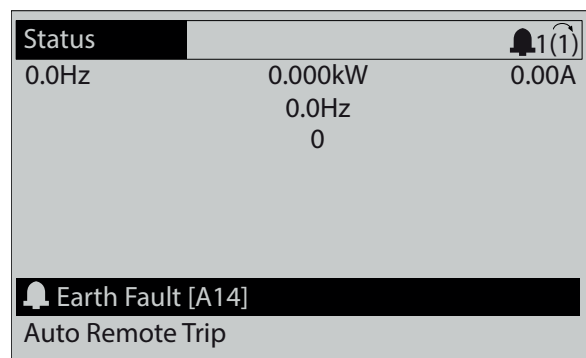 Status 1(1)
0.0Hz 0.000kW 0.00A
0.0Hz
0
Earth Fault [A14]
Auto Remote Trip